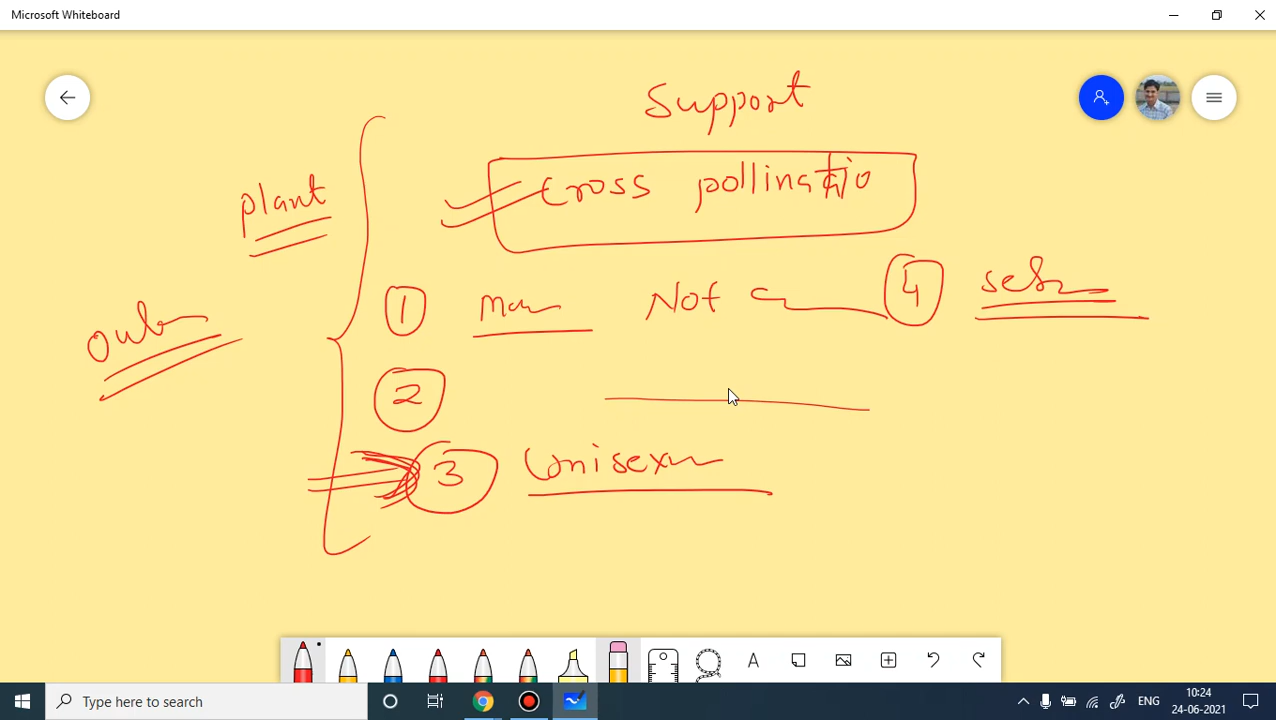 Microsoft Whiteboard
Support
Cross pollinatio
plant
1 Not 4
2
3 Unisex
Type here to search
ENG
10:24
24-06-2021